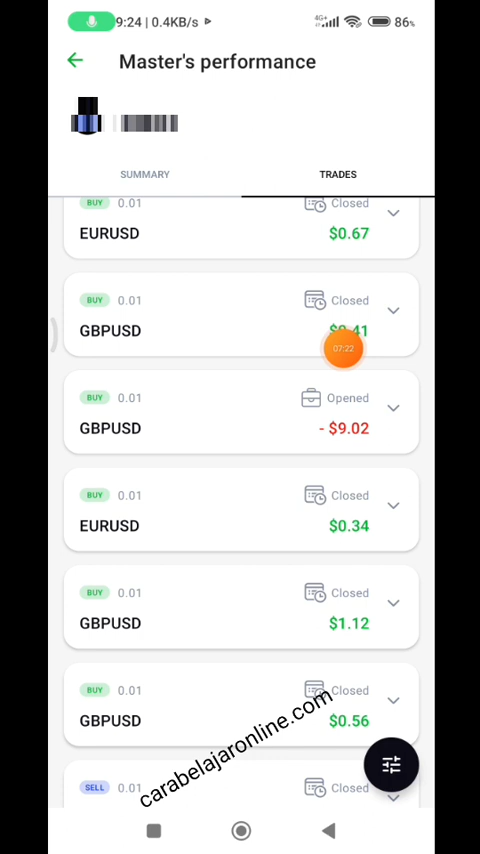 9:24 | 0.4KB/s
4G+
86%
Master's performance
SUMMARY
TRADES
BUY 0.01 Closed
EURUSD $0.67
BUY 0.01 Closed
GBPUSD
07:22
BUY 0.01 Opened
GBPUSD - $9.02
BUY 0.01 Closed
EURUSD $0.34
BUY 0.01 Closed
GBPUSD $1.12
BUY 0.01 Closed
GBPUSD $0.56
carabelajaronline.com
SELL 0.01 Closed